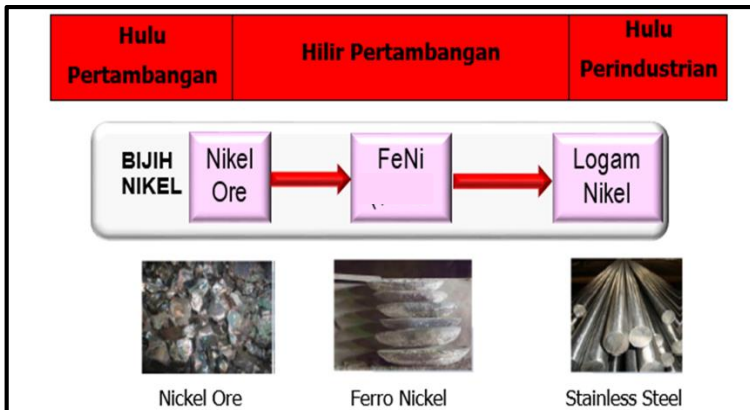 Hulu
Pertambangan
Hilir Pertambangan
Hulu
Perindustrian
BIJIH
NIKEL
Nikel
Ore
FeNi
Logam
Nikel
Nickel Ore
Ferro Nickel
Stainless Steel